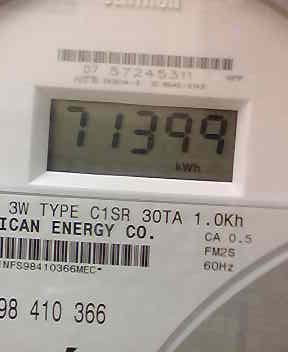 07 57245311
71399
kWh
3W TYPE C1SR 30TA 1.0Kh
ICAN ENERGY CO.
CA 0.5
FM2S
60Hz
NFS98410366MEC
98 410 366